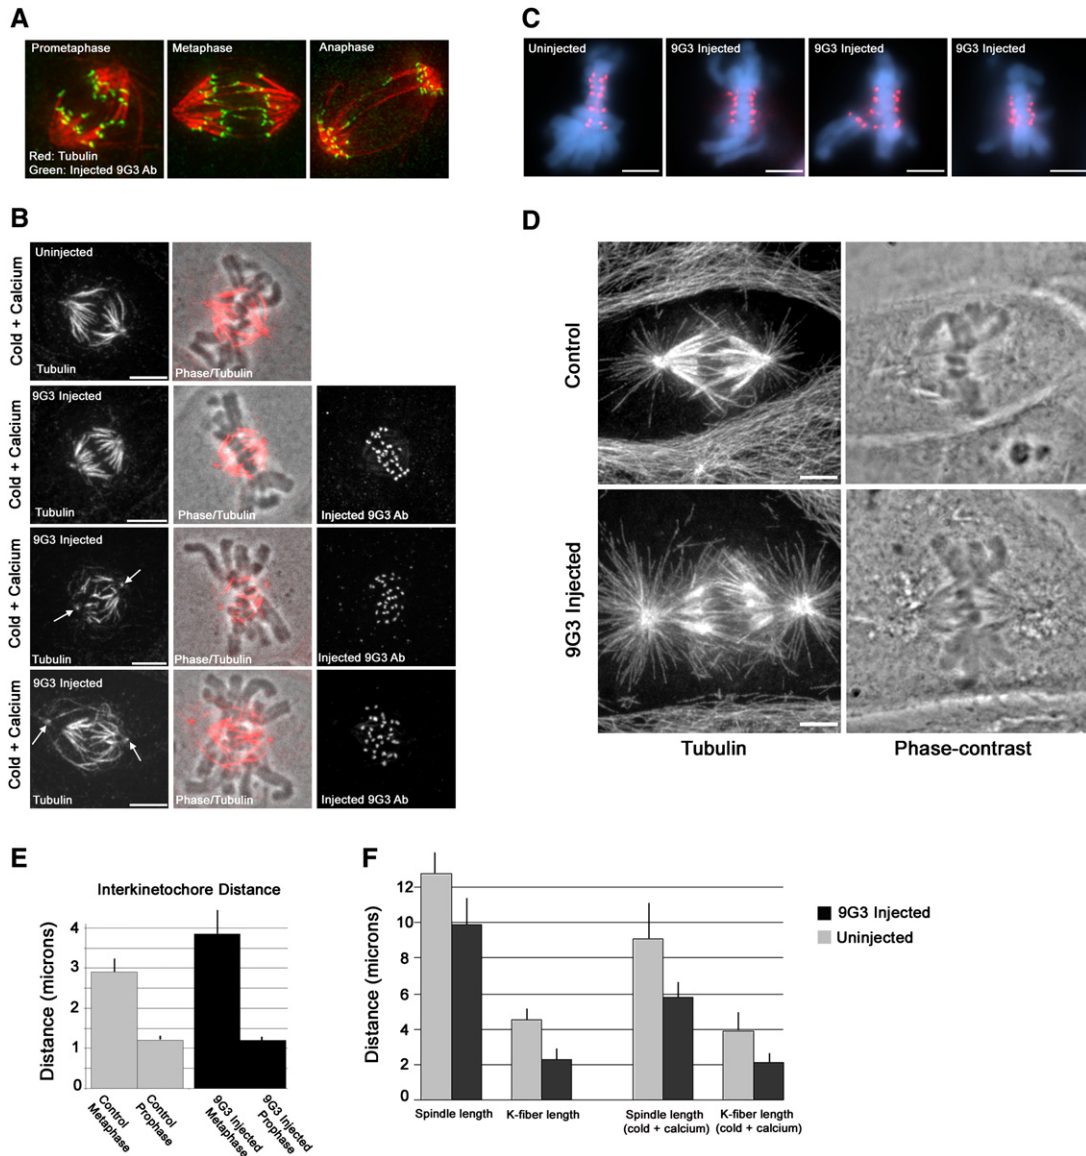 A
Prometaphase
Metaphase
Anaphase
Red: Tubulin
Green: Injected 9G3 Ab
B
Cold + Calcium
Uninjected
Tubulin
Phase/Tubulin
Cold + Calcium
9G3 Injected
Tubulin
Phase/Tubulin
Injected 9G3 Ab
Cold + Calcium
9G3 Injected
Tubulin
Phase/Tubulin
Injected 9G3 Ab
Cold + Calcium
9G3 Injected
Tubulin
Phase/Tubulin
Injected 9G3 Ab
C
Uninjected
9G3 Injected
9G3 Injected
9G3 Injected
D
Control
9G3 Injected
Tubulin
Phase-contrast
E
Interkinetochore Distance
Distance (microns)
4
3
2
1
0
Control
Metaphase
Control
Prophase
9G3 Injected
Metaphase
9G3 Injected
Prophase
F
Distance (microns)
12
10
8
6
4
2
0
Spindle length
K-fiber length
Spindle length
(cold + calcium)
K-fiber length
(cold + calcium)
9G3 Injected
Uninjected